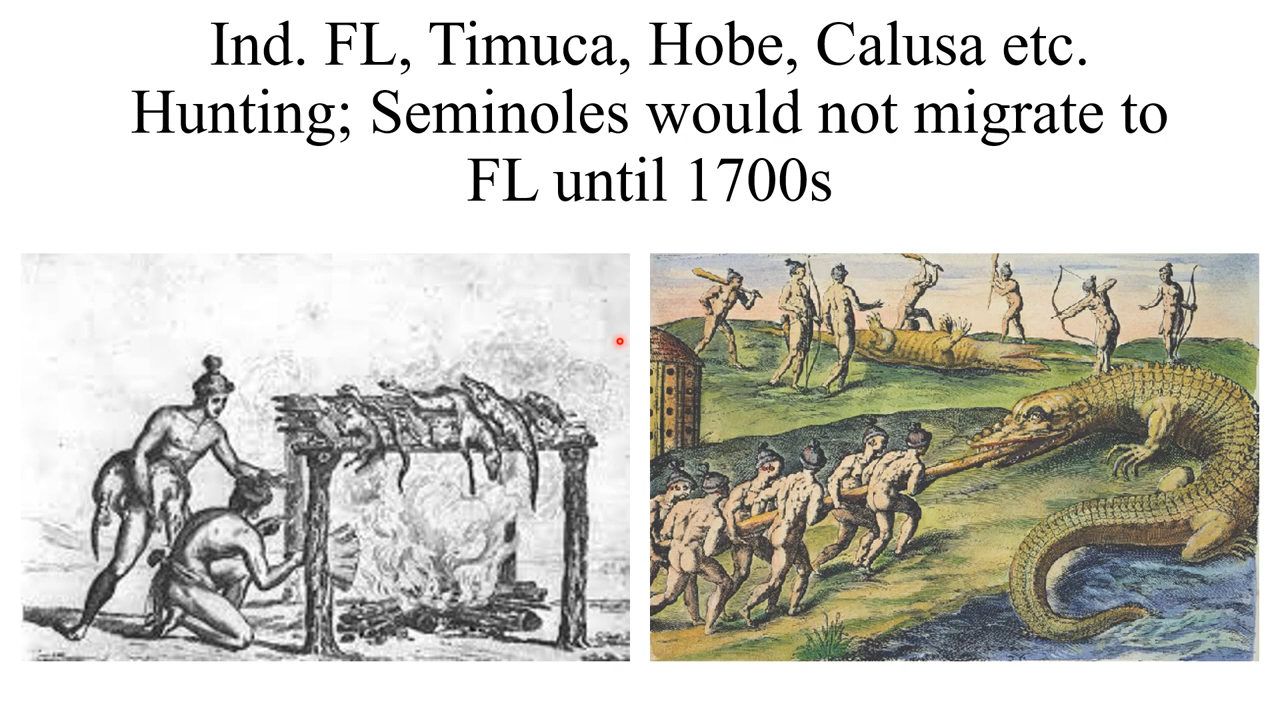 Ind. FL, Timuca, Hobe, Calusa etc.
Hunting; Seminoles would not migrate to
FL until 1700s